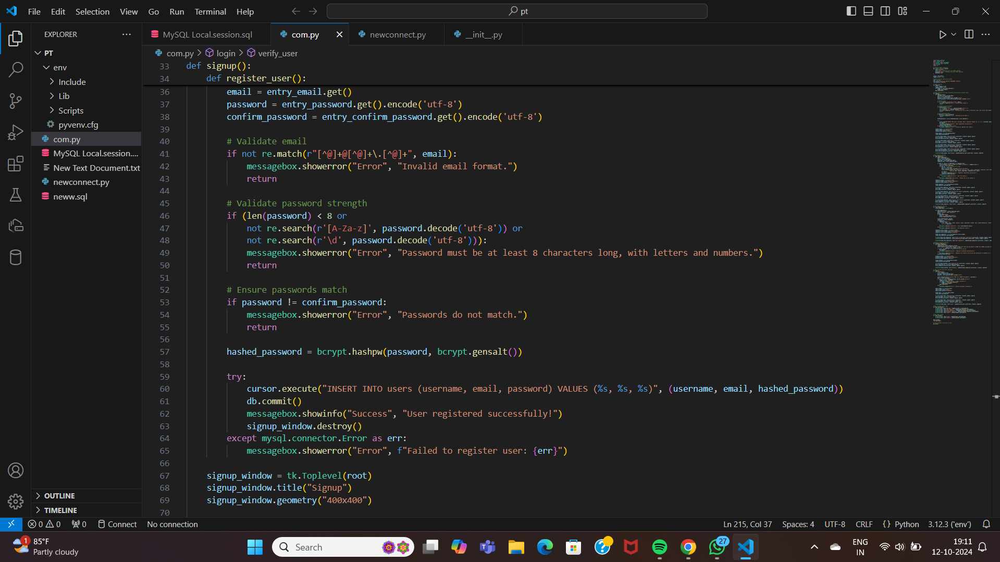 File Edit Selection View Go Run Terminal Help
pt
EXPLORER
MySQL Local.session.sql
com.py
newconnect.py
__init__.py
PT
env
Include
Lib
Scripts
pyvenv.cfg
com.py
MySQL Local.session....
New Text Document.txt
newconnect.py
neww.sql
OUTLINE
TIMELINE
com.py > login > verify_user
33 def signup():
34 def register_user():
36 email = entry_email.get()
37 password = entry_password.get().encode('utf-8')
38 confirm_password = entry_confirm_password.get().encode('utf-8')
39
40 # Validate email
41 if not re.match(r"[^@]+@[^@]+\.[^@]+", email):
42 messagebox.showerror("Error", "Invalid email format.")
43 return
44
45 # Validate password strength
46 if (len(password) < 8 or
47 not re.search(r'[A-Za-z]', password.decode('utf-8')) or
48 not re.search(r'\d', password.decode('utf-8'))):
49 messagebox.showerror("Error", "Password must be at least 8 characters long, with letters and numbers.")
50 return
51
52 # Ensure passwords match
53 if password != confirm_password:
54 messagebox.showerror("Error", "Passwords do not match.")
55 return
56
57 hashed_password = bcrypt.hashpw(password, bcrypt.gensalt())
58
59 try:
60 cursor.execute("INSERT INTO users (username, email, password) VALUES (%s, %s, %s)", (username, email, hashed_password))
61 db.commit()
62 messagebox.showinfo("Success", "User registered successfully!")
63 signup_window.destroy()
64 except mysql.connector.Error as err:
65 messagebox.showerror("Error", f"Failed to register user: {err}")
66
67 signup_window = tk.Toplevel(root)
68 signup_window.title("Signup")
69 signup_window.geometry("400x400")
70
0 0 0 Connect No connection
Ln 215, Col 37 Spaces: 4 UTF-8 CRLF {} Python 3.12.3 ('env')
1
85°F
Partly cloudy
Search
27
ENG
IN
19:11
12-10-2024